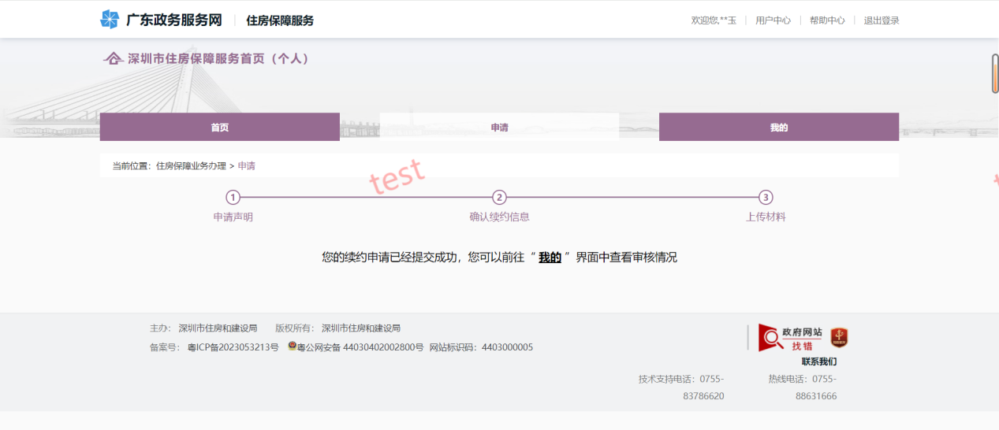 广东政务服务网 住房保障服务 欢迎您,**玉 用户中心 帮助中心 退出登录
深圳市住房保障服务首页（个人）
首页 申请 我的
当前位置：住房保障业务办理 > 申请
test
1 2 3
申请声明 确认续约信息 上传材料
您的续约申请已经提交成功，您可以前往“ 我的 ”界面中查看审核情况
主办： 深圳市住房和建设局 版权所有： 深圳市住房和建设局
备案号： 粤ICP备2023053213号 粤公网安备 44030402002800号 网站标识码：4403000005
政府网站
找错
联系我们
技术支持电话：0755-
83786620
热线电话：0755-
88631666